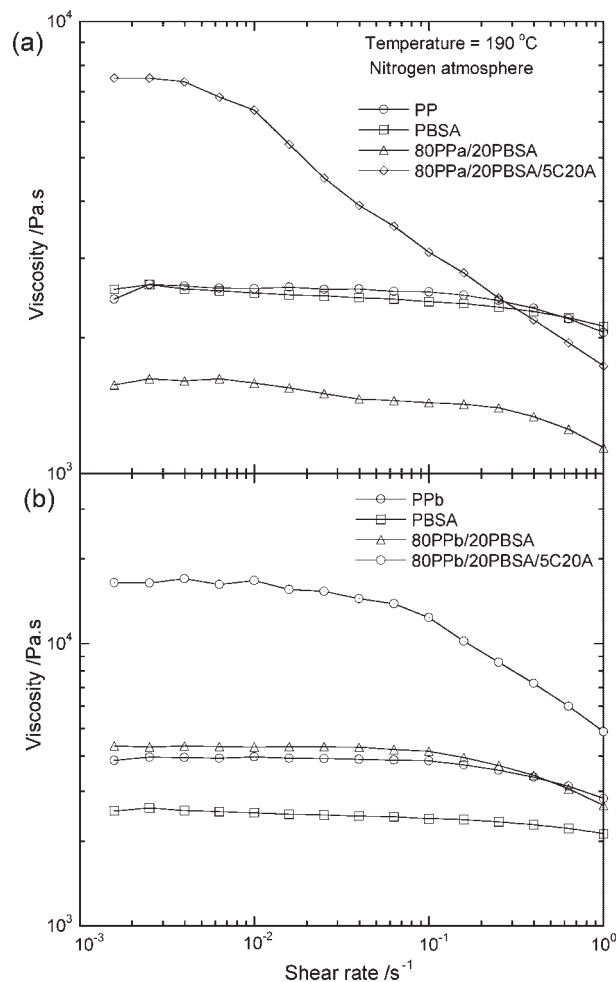 (a)
10⁴
Temperature = 190 °C
Nitrogen atmosphere
PP
PBSA
80PPa/20PBSA
80PPa/20PBSA/5C20A
Viscosity /Pa.s
10³
(b)
PPb
PBSA
80PPb/20PBSA
80PPb/20PBSA/5C20A
10⁴
Viscosity /Pa.s
10³
10⁻³ 10⁻² 10⁻¹ 10⁰
Shear rate /s⁻¹